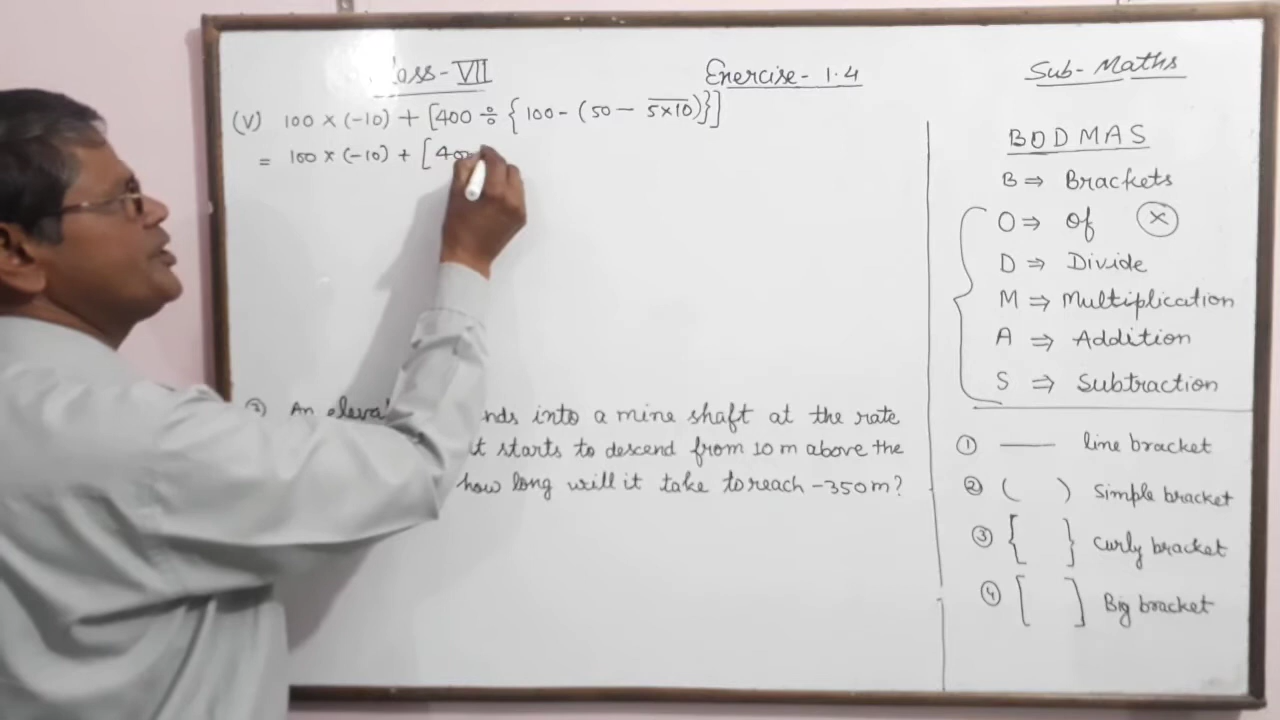 Class-VII
Exercise-1.4
Sub-Maths
(V) 100 × (-10) + [400 ÷ {100 - (50 - 5×10)}]
= 100 × (-10) + [400
An eleva nds into a mine shaft at the rate
it starts to descend from 10 m above the
how long will it take to reach -350m?
BODMAS
B ⇒ Brackets
O ⇒ of ⓧ
D ⇒ Divide
M ⇒ Multiplication
A ⇒ Addition
S ⇒ Subtraction
① — line bracket
② ( ) Simple bracket
③ { } Curly bracket
④ [ ] Big bracket